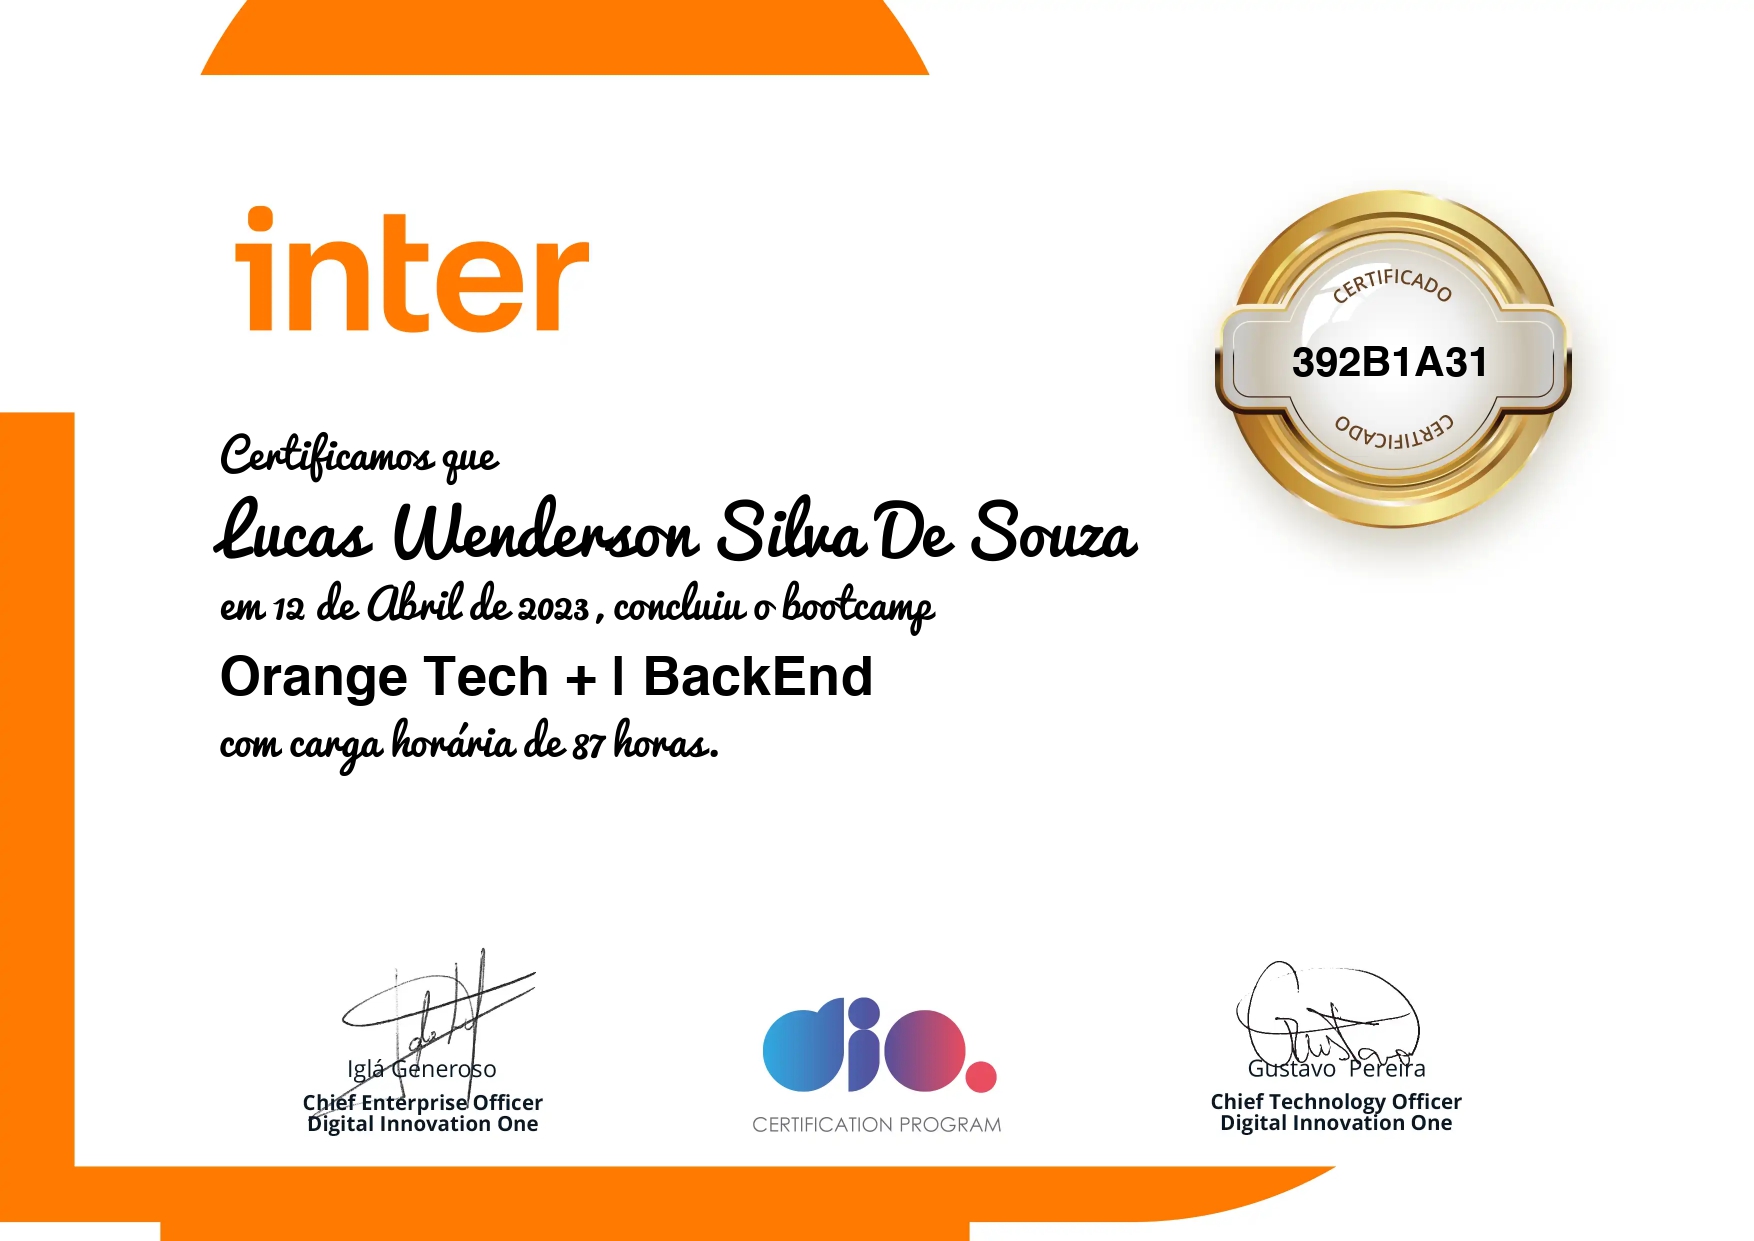 inter
CERTIFICADO
392B1A31
CERTIFICADO
Certificamos que
Lucas Wenderson Silva De Souza
em 12 de Abril de 2023, concluiu o bootcamp
Orange Tech + | BackEnd
com carga horária de 87 horas.
Iglá Generoso
Chief Enterprise Officer
Digital Innovation One
dio.
CERTIFICATION PROGRAM
Gustavo Pereira
Chief Technology Officer
Digital Innovation One